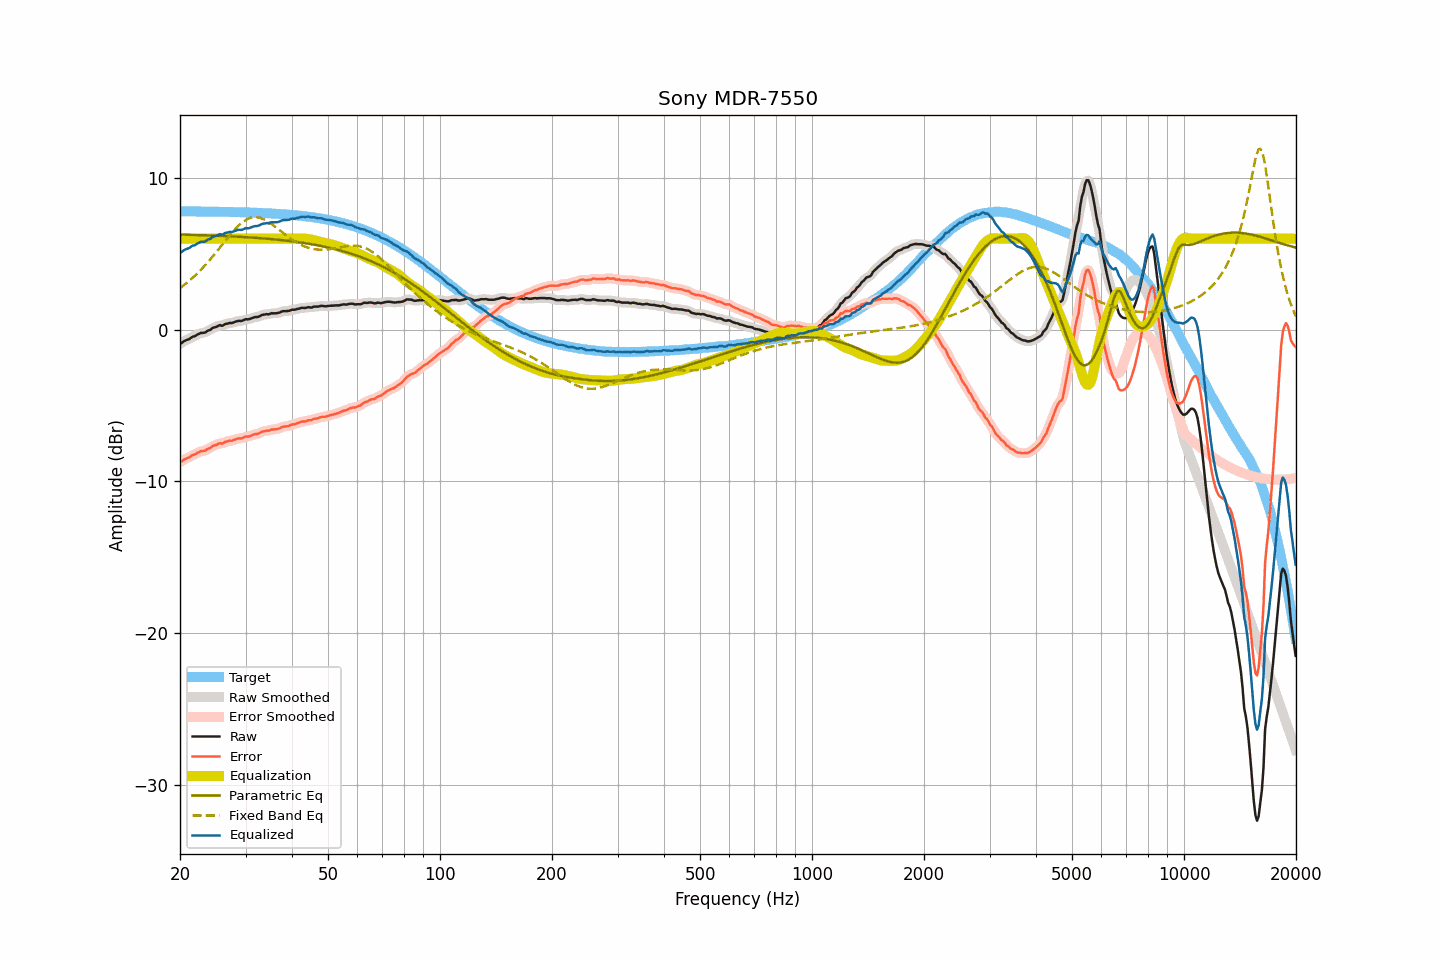 Sony MDR-7550
Amplitude (dBr)
10
0
−10
−20
−30
Target
Raw Smoothed
Error Smoothed
Raw
Error
Equalization
Parametric Eq
Fixed Band Eq
Equalized
20 50 100 200 500 1000 2000 5000 10000 20000
Frequency (Hz)